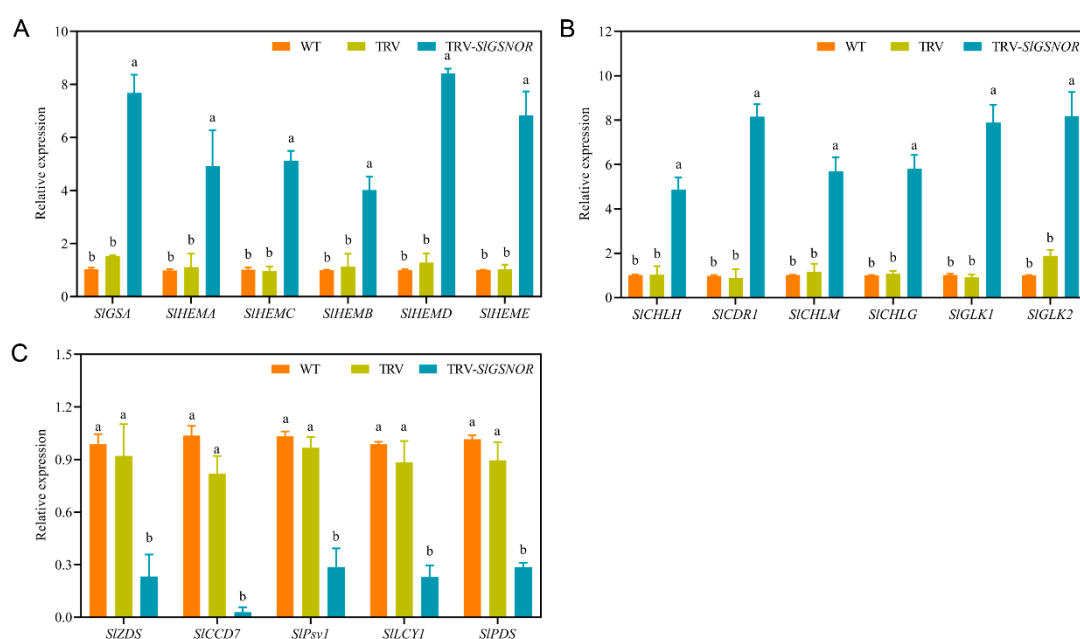 A
WT TRV TRV-SlGSNOR
Relative expression
10
8
6
4
2
0
b b a b b a b b a b b a b b a b b a
SlGSA SlHEMA SlHEMC SlHEMB SlHEMD SlHEME
B
WT TRV TRV-SlGSNOR
Relative expression
12
10
8
6
4
2
0
b b a b b a b b a b b a b b a b b a
SlCHLH SlCDR1 SlCHLM SlCHLG SlGLK1 SlGLK2
C
WT TRV TRV-SlGSNOR
Relative expression
1.5
1.2
0.9
0.6
0.3
0.0
a a b a a b a a b a a b a a b
SlZDS SlCCD7 SlPsy1 SlLCY1 SlPDS